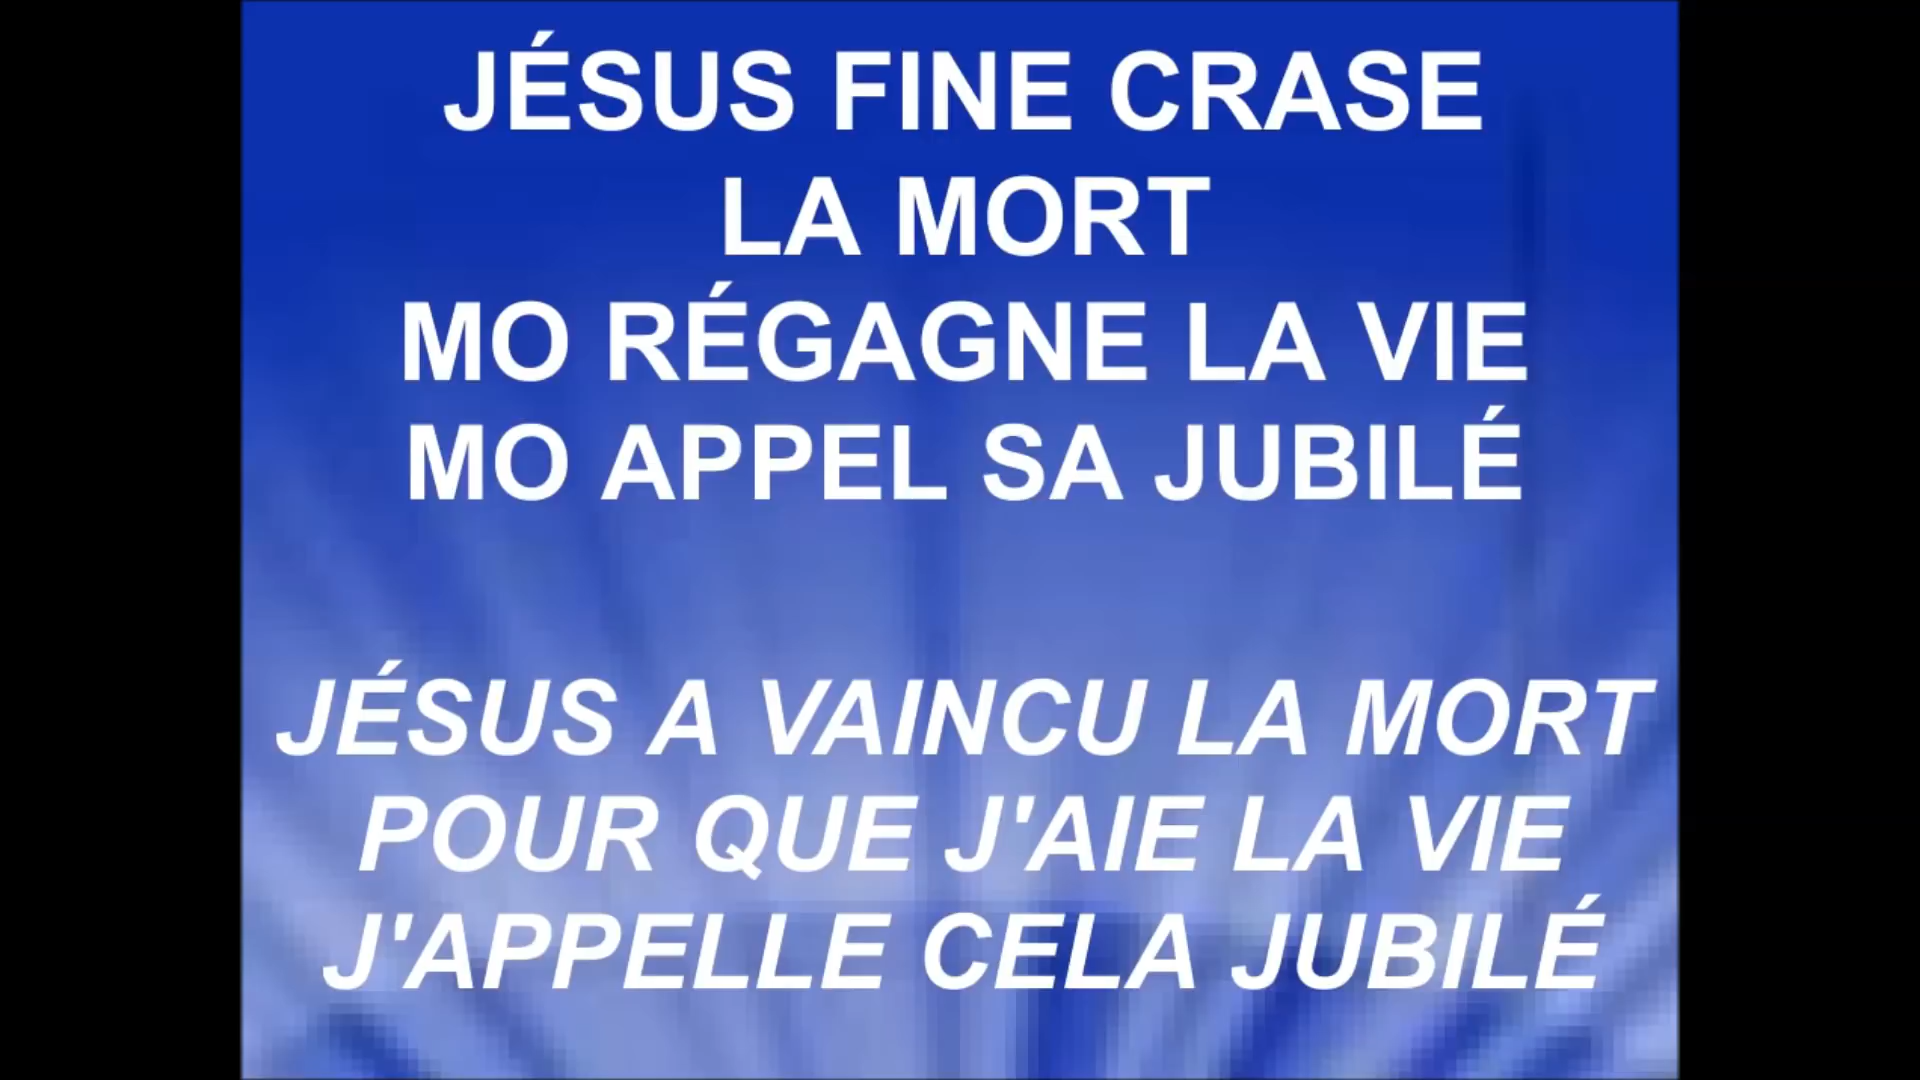 JÉSUS FINE CRASE
LA MORT
MO RÉGAGNE LA VIE
MO APPEL SA JUBILÉ
JÉSUS A VAINCU LA MORT
POUR QUE J'AIE LA VIE
J'APPELLE CELA JUBILÉ